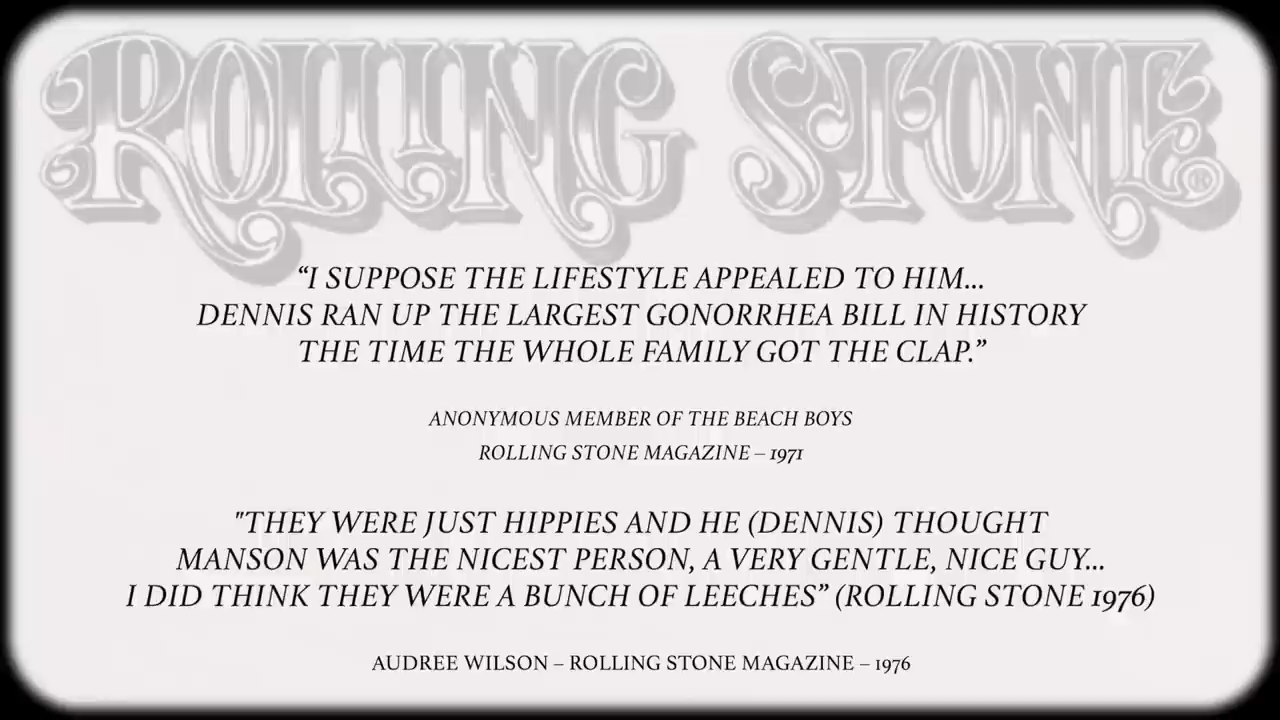 ROLLING STONE ®
“I SUPPOSE THE LIFESTYLE APPEALED TO HIM...
DENNIS RAN UP THE LARGEST GONORRHEA BILL IN HISTORY
THE TIME THE WHOLE FAMILY GOT THE CLAP.”
ANONYMOUS MEMBER OF THE BEACH BOYS
ROLLING STONE MAGAZINE – 1971
"THEY WERE JUST HIPPIES AND HE (DENNIS) THOUGHT
MANSON WAS THE NICEST PERSON, A VERY GENTLE, NICE GUY...
I DID THINK THEY WERE A BUNCH OF LEECHES” (ROLLING STONE 1976)
AUDREE WILSON – ROLLING STONE MAGAZINE – 1976